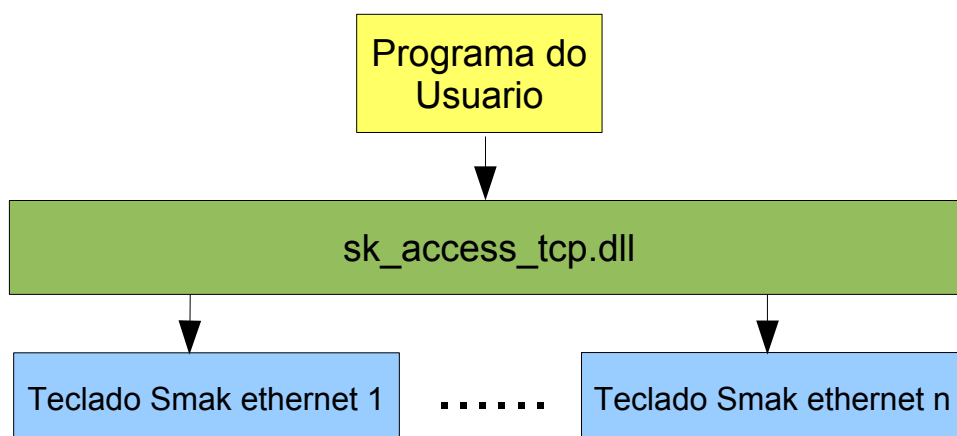 Programa do
Usuario
sk_access_tcp.dll
Teclado Smak ethernet 1
......
Teclado Smak ethernet n